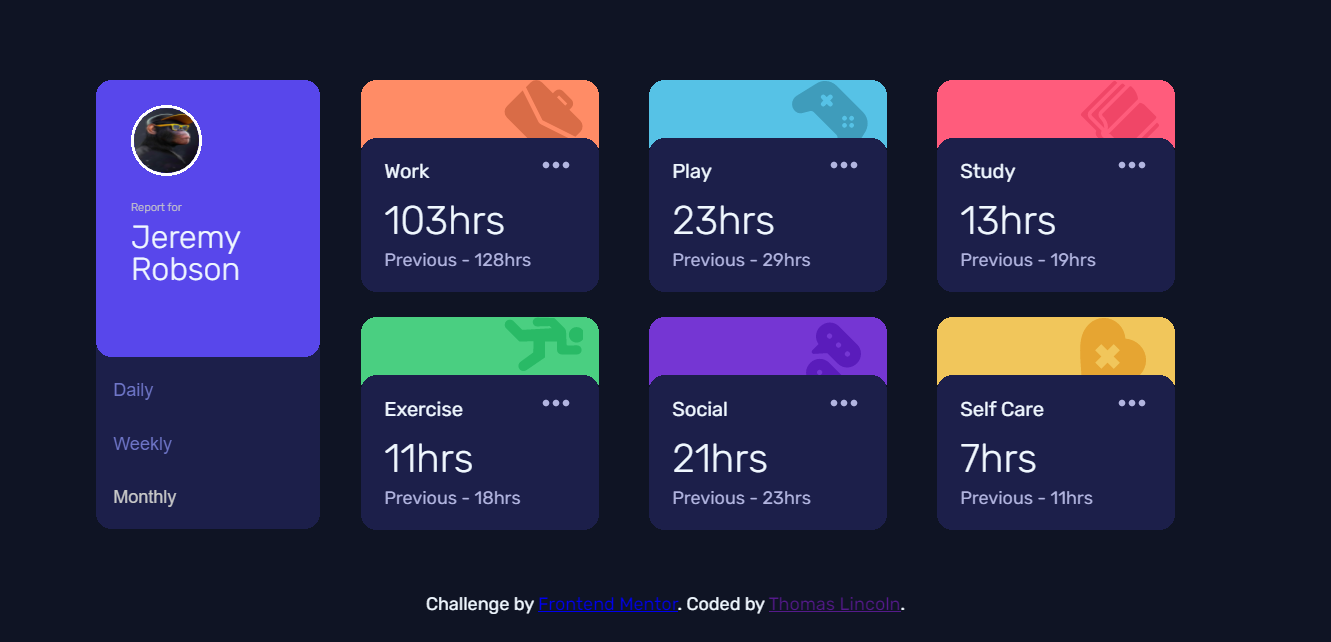 Report for
Jeremy
Robson
Daily
Weekly
Monthly
Work
103hrs
Previous - 128hrs
Play
23hrs
Previous - 29hrs
Study
13hrs
Previous - 19hrs
Exercise
11hrs
Previous - 18hrs
Social
21hrs
Previous - 23hrs
Self Care
7hrs
Previous - 11hrs
Challenge by Frontend Mentor. Coded by Thomas Lincoln.